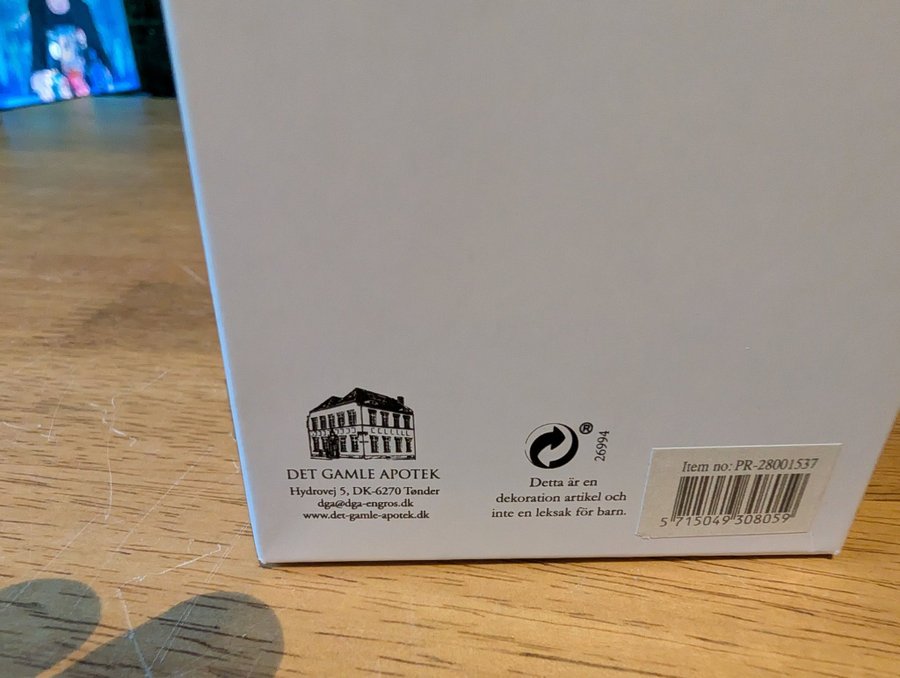 DET GAMLE APOTEK
Hydrovej 5, DK-6270 Tønder
dga@dga-engros.dk
www.det-gamle-apotek.dk
®
26994
Detta är en
dekoration artikel och
inte en leksak för barn.
Item no: PR-28001537
5 715049 308059